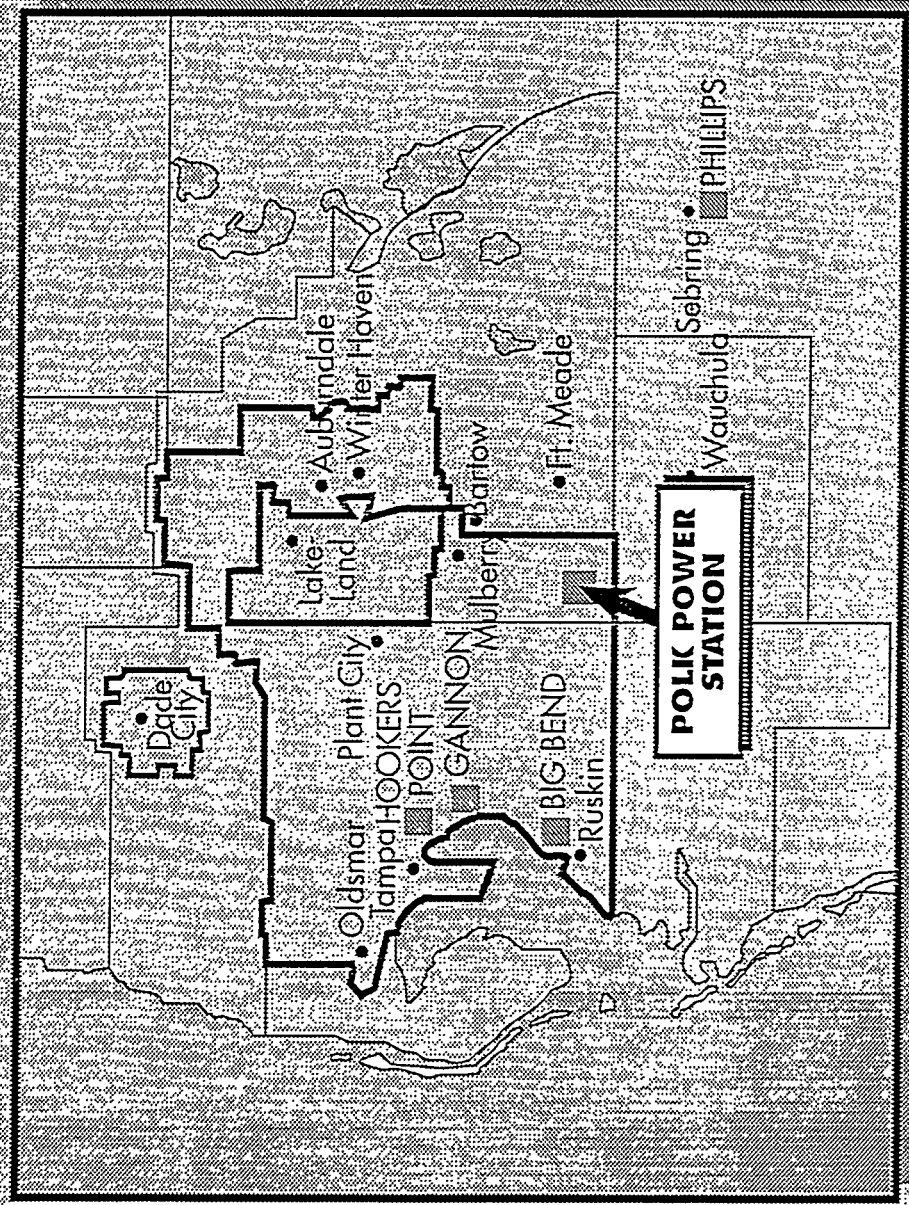 Dade
City
Oldsmar
Tampa
Plant City
HOOKERS
POINT
GANNON
Lake-
Land
Auburndale
Winter Haven
Mulberry
Bartow
BIG BEND
Ruskin
Ft. Meade
POLK POWER
STATION
Wauchula
Sebring
PHILLIPS